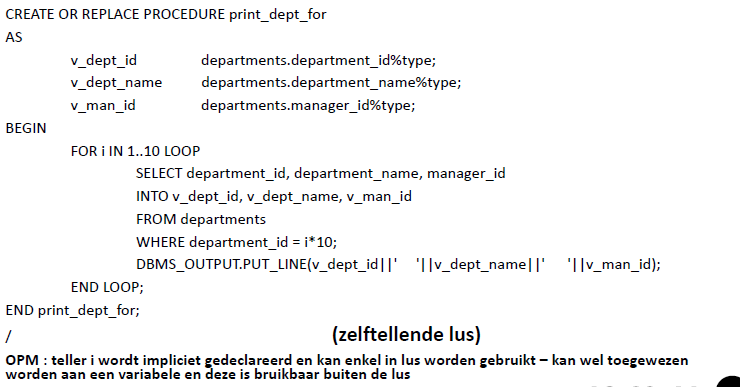 CREATE OR REPLACE PROCEDURE print_dept_for
AS
v_dept_id departments.department_id%type;
v_dept_name departments.department_name%type;
v_man_id departments.manager_id%type;
BEGIN
FOR i IN 1..10 LOOP
SELECT department_id, department_name, manager_id
INTO v_dept_id, v_dept_name, v_man_id
FROM departments
WHERE department_id = i*10;
DBMS_OUTPUT.PUT_LINE(v_dept_id||'    '||v_dept_name||'    '||v_man_id);
END LOOP;
END print_dept_for;
/ (zelftellende lus)
OPM : teller i wordt impliciet gedeclareerd en kan enkel in lus worden gebruikt – kan wel toegewezen
worden aan een variabele en deze is bruikbaar buiten de lus